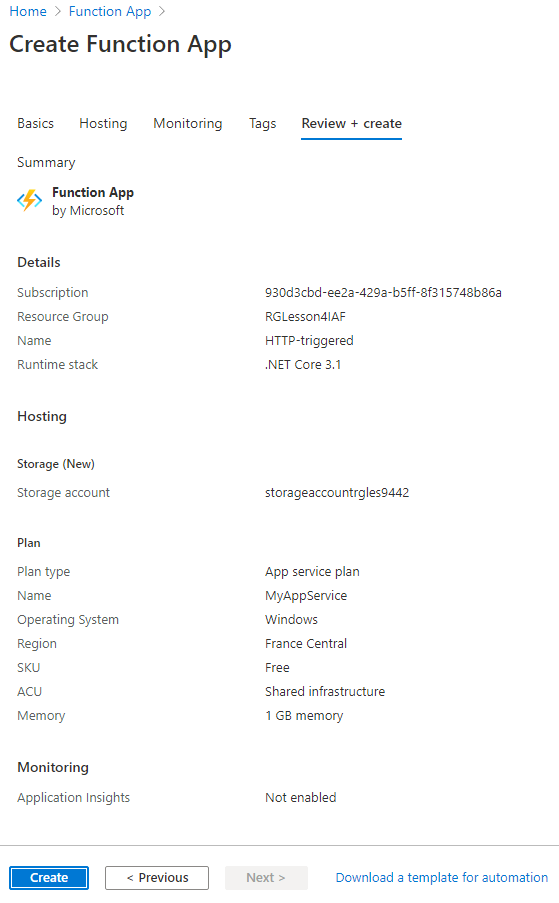 Home > Function App >
Create Function App
Basics Hosting Monitoring Tags Review + create
Summary
Function App
by Microsoft
Details
Subscription 930d3cbd-ee2a-429a-b5ff-8f315748b86a
Resource Group RGLesson4IAF
Name HTTP-triggered
Runtime stack .NET Core 3.1
Hosting
Storage (New)
Storage account storageaccountrgles9442
Plan
Plan type App service plan
Name MyAppService
Operating System Windows
Region France Central
SKU Free
ACU Shared infrastructure
Memory 1 GB memory
Monitoring
Application Insights Not enabled
Create < Previous Next > Download a template for automation